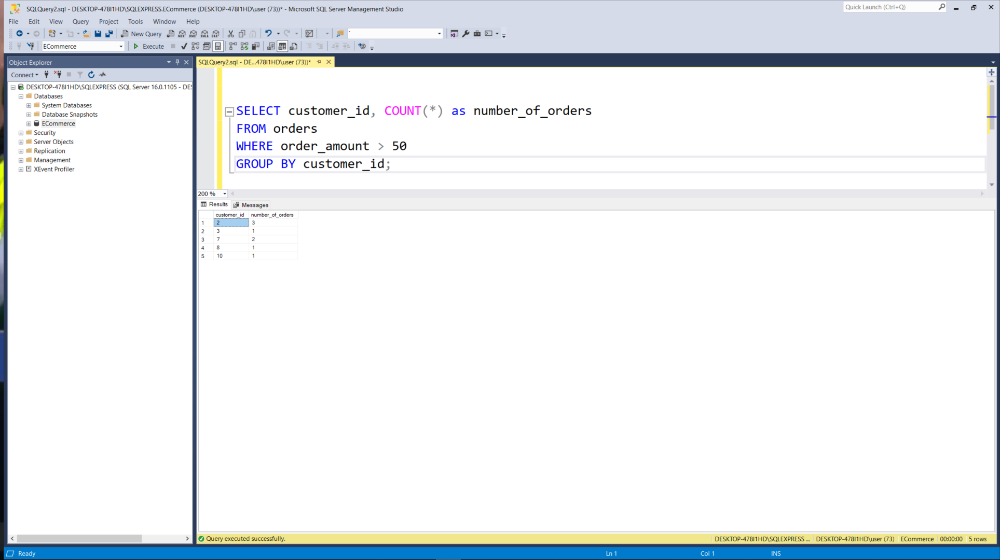 SQLQuery2.sql - DESKTOP-478I1HD\SQLEXPRESS.ECommerce (DESKTOP-478I1HD\user (73))* - Microsoft SQL Server Management Studio
Quick Launch (Ctrl+Q)
File Edit View Query Project Tools Window Help
New Query
ECommerce
Execute
Object Explorer
SQLQuery2.sql - DE...478I1HD\user (73))*
Connect
DESKTOP-478I1HD\SQLEXPRESS (SQL Server 16.0.1105 - DES
Databases
System Databases
Database Snapshots
ECommerce
Security
Server Objects
Replication
Management
XEvent Profiler
SELECT customer_id, COUNT(*) as number_of_orders
FROM orders
WHERE order_amount > 50
GROUP BY customer_id;
200 %
Results Messages
customer_id number_of_orders
1 2 3
2 3 1
3 7 2
4 8 1
5 10 1
Query executed successfully.
DESKTOP-478I1HD\SQLEXPRESS ... DESKTOP-478I1HD\user (73) ECommerce 00:00:00 5 rows
Ready Ln 1 Col 1 INS